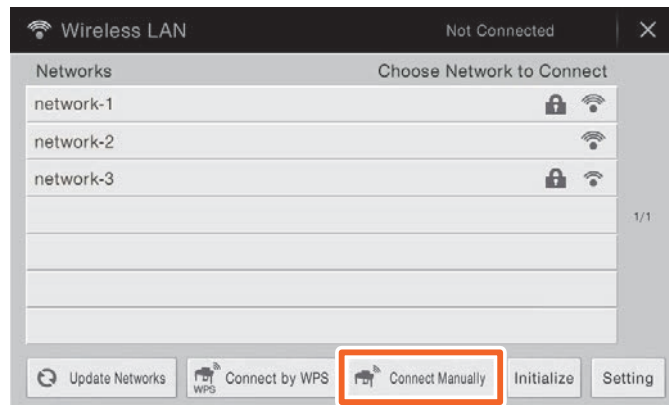 Wireless LAN Not Connected
Networks Choose Network to Connect
network-1
network-2
network-3
1/1
Update Networks WPS Connect by WPS Connect Manually Initialize Setting